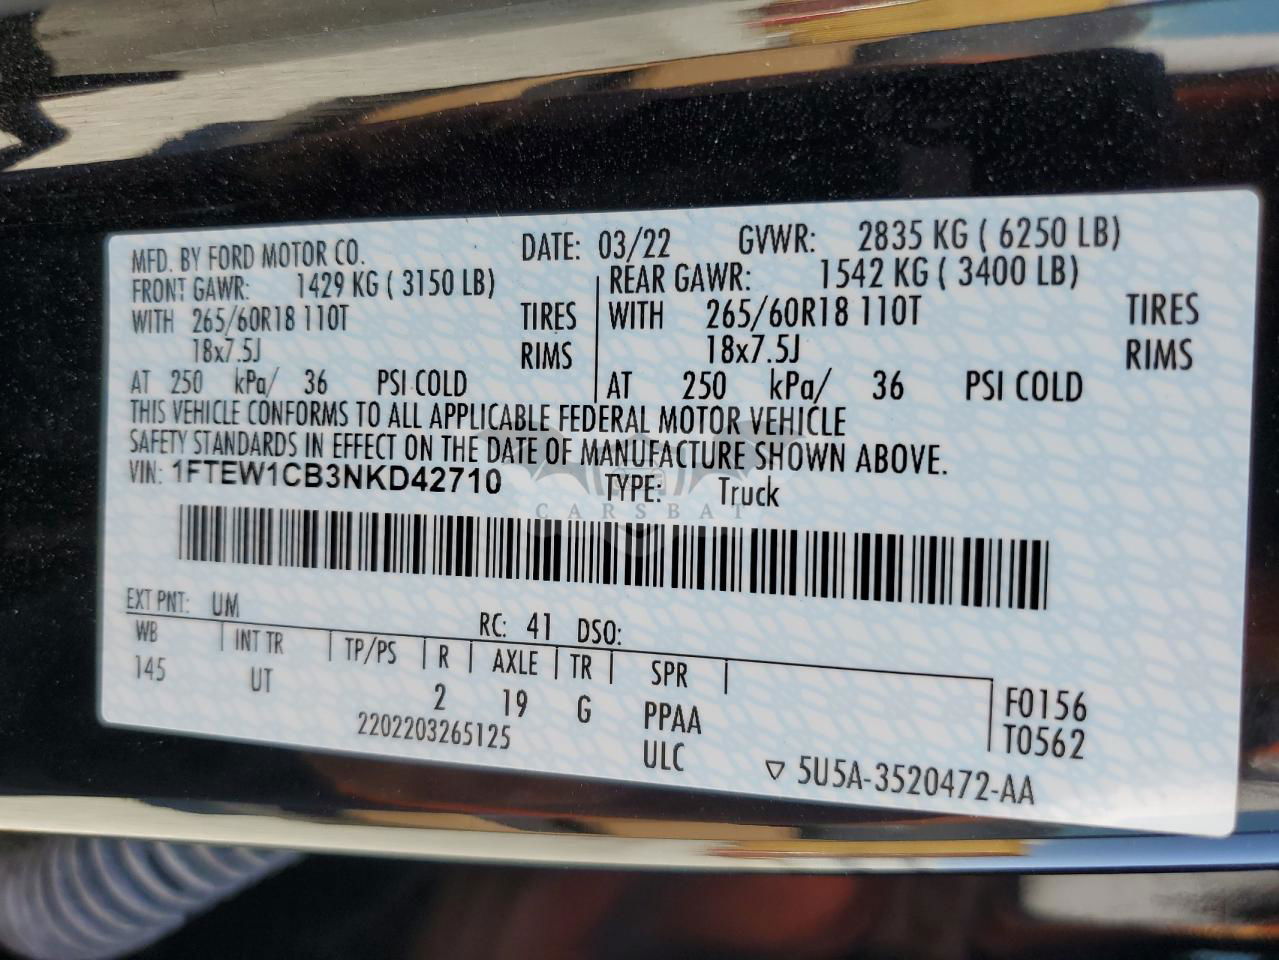 MFD. BY FORD MOTOR CO. DATE: 03/22 GVWR: 2835 KG ( 6250 LB)
FRONT GAWR: 1429 KG ( 3150 LB) REAR GAWR: 1542 KG ( 3400 LB)
WITH 265/60R18 110T TIRES WITH 265/60R18 110T TIRES
18x7.5J RIMS 18x7.5J RIMS
AT 250 kPa/ 36 PSI COLD AT 250 kPa/ 36 PSI COLD
THIS VEHICLE CONFORMS TO ALL APPLICABLE FEDERAL MOTOR VEHICLE
SAFETY STANDARDS IN EFFECT ON THE DATE OF MANUFACTURE SHOWN ABOVE.
VIN: 1FTEW1CB3NKD42710 TYPE: Truck
CARSBAT
EXT PNT: UM RC: 41 DSO:
WB INT TR TP/PS R AXLE TR SPR
145 UT 2 19 G PPAA F0156
2202203265125 ULC T0562
▽ 5U5A-3520472-AA